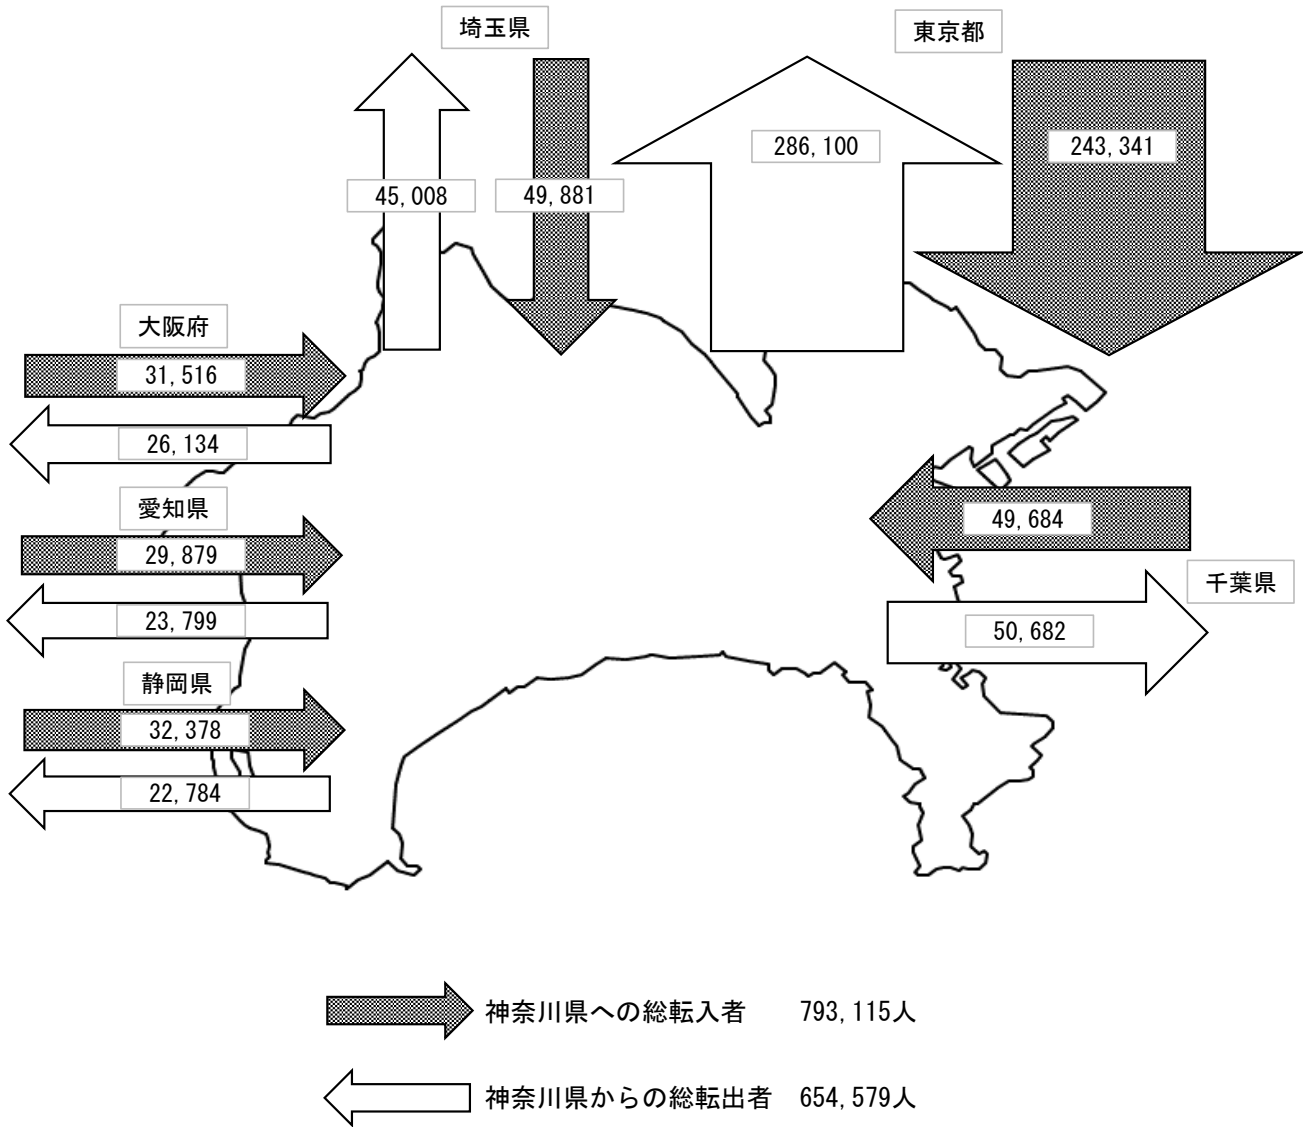 埼玉県
東京都
286,100
243,341
45,008
49,881
大阪府
31,516
26,134
愛知県
49,684
29,879
千葉県
23,799
50,682
静岡県
32,378
22,784
神奈川県への総転入者 793,115人
神奈川県からの総転出者 654,579人